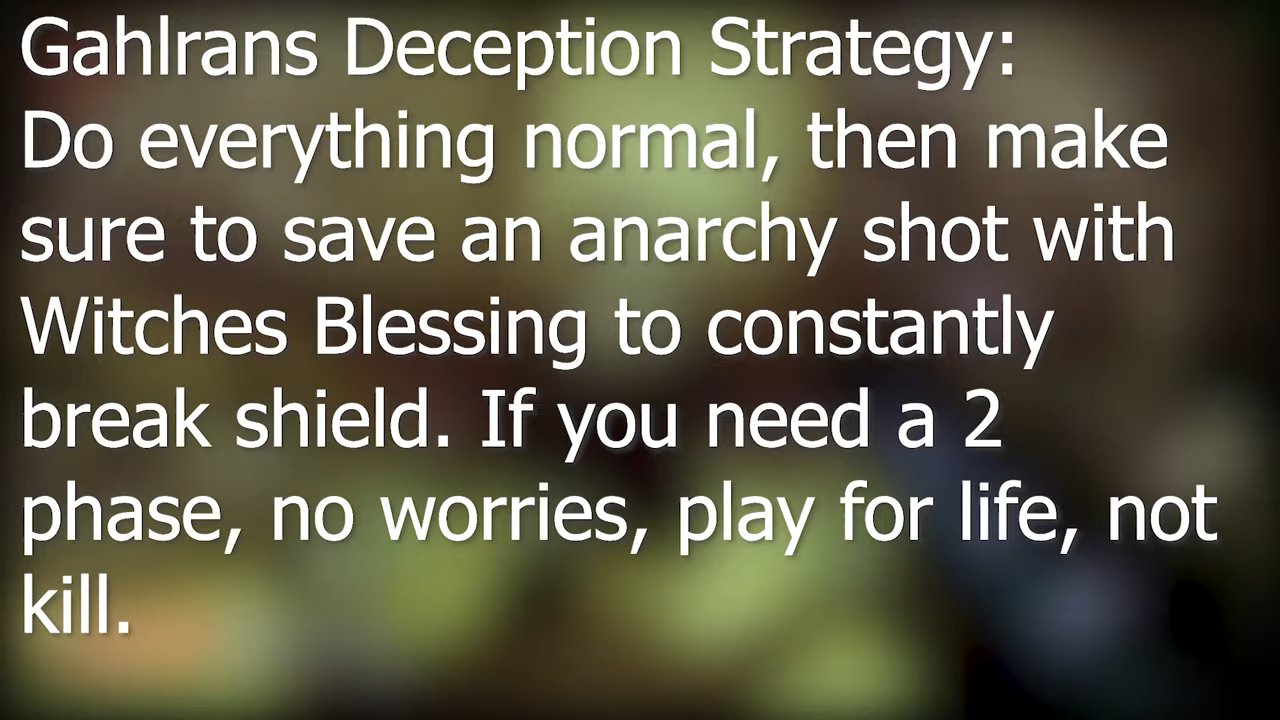 Gahlrans Deception Strategy:
Do everything normal, then make
sure to save an anarchy shot with
Witches Blessing to constantly
break shield. If you need a 2
phase, no worries, play for life, not
kill.